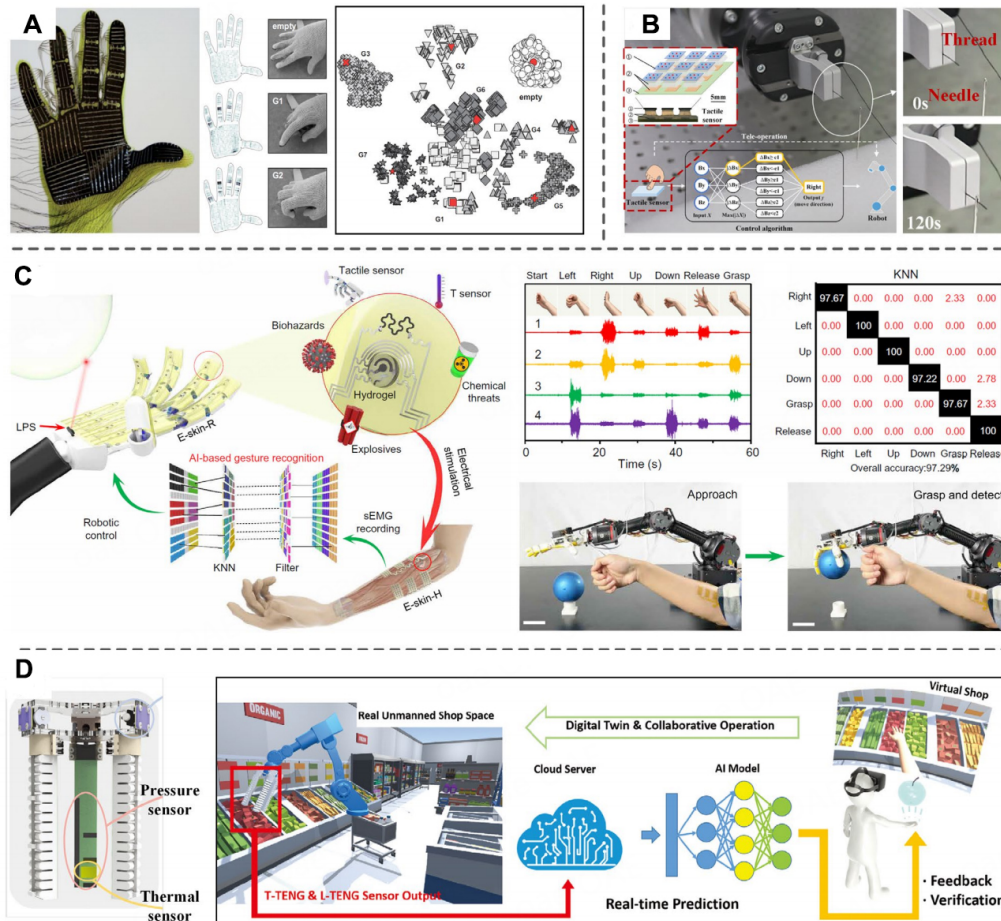 A
empty
G1
G2
G3
G2
empty
G6
G4
G7
G1
G5
B
Thread
0s
Needle
120s
5mm
Tactile
sensor
Tele-operation
Tactile sensor
Bx
By
Bz
Input X
Max(|ΔX|)
Right
Output y
(move direction)
Control algorithm
Robot
C
Tactile sensor
T sensor
Biohazards
Hydrogel
Chemical
threats
Explosives
LPS
E-skin-R
Electrical
stimulation
AI-based gesture recognition
Robotic
control
sEMG
recording
KNN
Filter
E-skin-H
Start Left Right Up Down Release Grasp
1
2
3
4
0 20 40 60
Time (s)
KNN
Right 97.67 0.00 0.00 0.00 2.33 0.00
Left 0.00 100 0.00 0.00 0.00 0.00
Up 0.00 0.00 100 0.00 0.00 0.00
Down 0.00 0.00 0.00 97.22 0.00 2.78
Grasp 0.00 0.00 0.00 0.00 97.67 2.33
Release 0.00 0.00 0.00 0.00 0.00 100
Right Left Up Down Grasp Release
Overall accuracy:97.29%
Approach
Grasp and detect
D
Pressure
sensor
Thermal
sensor
ORGANIC
Real Unmanned Shop Space
T-TENG & L-TENG Sensor Output
Digital Twin & Collaborative Operation
Cloud Server
AI Model
Real-time Prediction
Virtual Shop
· Feedback
· Verification